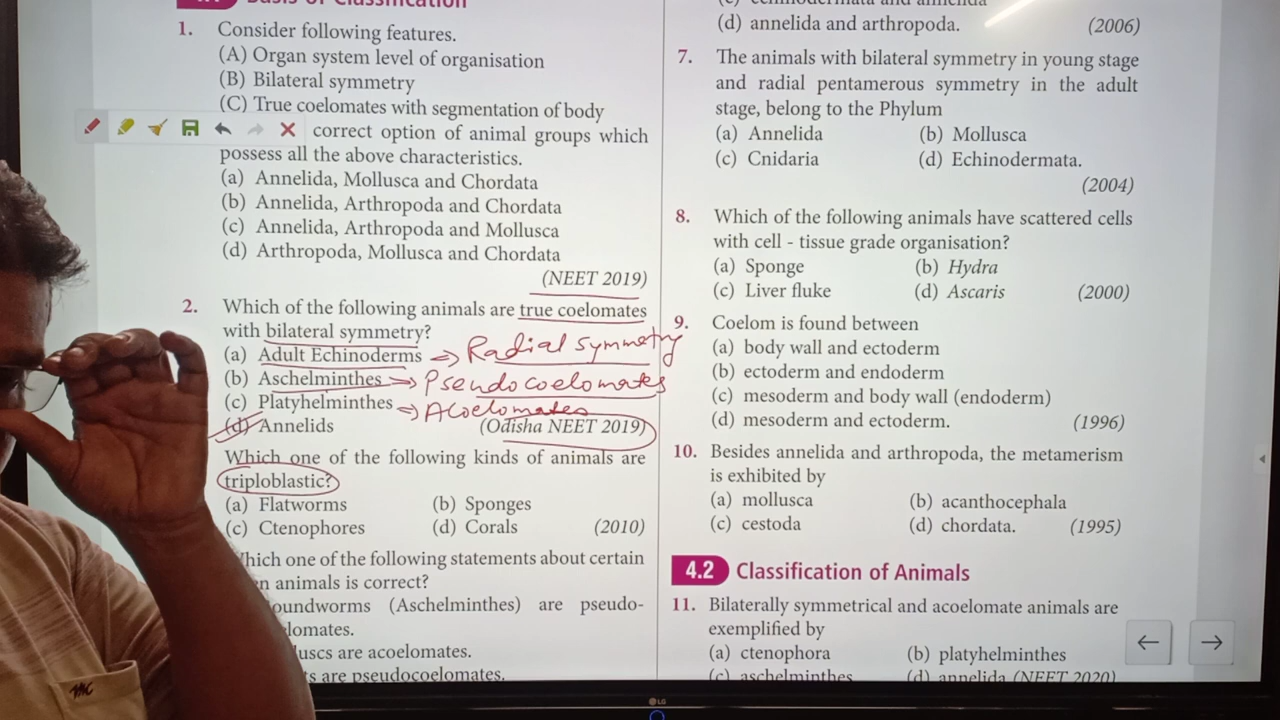 Basis of Classification
1. Consider following features.
(A) Organ system level of organisation
(B) Bilateral symmetry
(C) True coelomates with segmentation of body
correct option of animal groups which
possess all the above characteristics.
(a) Annelida, Mollusca and Chordata
(b) Annelida, Arthropoda and Chordata
(c) Annelida, Arthropoda and Mollusca
(d) Arthropoda, Mollusca and Chordata
(NEET 2019)
2. Which of the following animals are true coelomates
with bilateral symmetry?
(a) Adult Echinoderms => Radial symmetry
(b) Aschelminthes => Pseudocoelomates
(c) Platyhelminthes => Acoelomates
(d) Annelids (Odisha NEET 2019)
Which one of the following kinds of animals are
triploblastic?
(a) Flatworms (b) Sponges
(c) Ctenophores (d) Corals (2010)
Which one of the following statements about certain
animals is correct?
oundworms (Aschelminthes) are pseudo-
lomates.
luscs are acoelomates.
s are pseudocoelomates.
(d) annelida and arthropoda. (2006)
7. The animals with bilateral symmetry in young stage
and radial pentamerous symmetry in the adult
stage, belong to the Phylum
(a) Annelida (b) Mollusca
(c) Cnidaria (d) Echinodermata.
(2004)
8. Which of the following animals have scattered cells
with cell - tissue grade organisation?
(a) Sponge (b) Hydra
(c) Liver fluke (d) Ascaris (2000)
9. Coelom is found between
(a) body wall and ectoderm
(b) ectoderm and endoderm
(c) mesoderm and body wall (endoderm)
(d) mesoderm and ectoderm. (1996)
10. Besides annelida and arthropoda, the metamerism
is exhibited by
(a) mollusca (b) acanthocephala
(c) cestoda (d) chordata. (1995)
4.2 Classification of Animals
11. Bilaterally symmetrical and acoelomate animals are
exemplified by
(a) ctenophora (b) platyhelminthes
(c) aschelminthes (d) annelida (NEET 2020)
LG